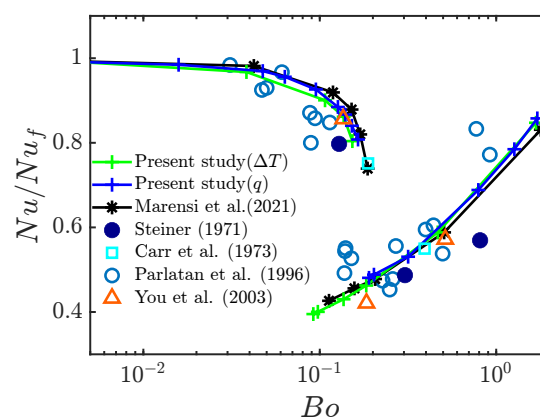 1
0.8
0.6
0.4
Nu/Nu_f
Present study(ΔT)
Present study(q)
Marensi et al.(2021)
Steiner (1971)
Carr et al. (1973)
Parlatan et al. (1996)
You et al. (2003)
10^{-2} 10^{-1} 10^{0}
Bo